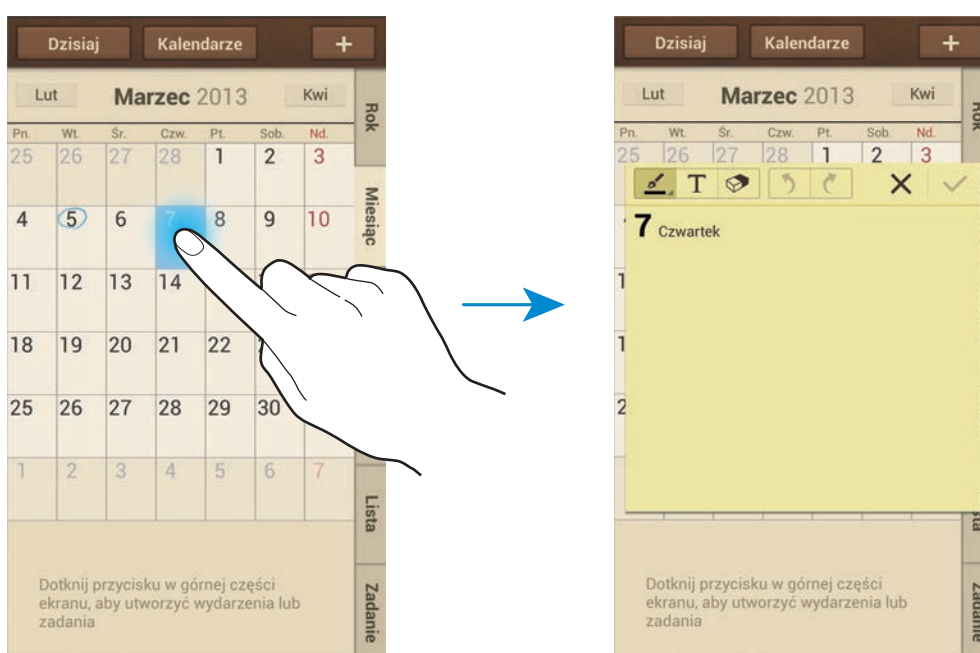 Dzisiaj Kalendarze +
Lut Marzec 2013 Kwi
Pn. Wt. Śr. Czw. Pt. Sob. Nd.
25 26 27 28 1 2 3
4 5 6 7 8 9 10
11 12 13 14
18 19 20 21 22
25 26 27 28 29 30
1 2 3 4 5 6 7
Rok
Miesiąc
Lista
Zadanie
Dotknij przycisku w górnej części
ekranu, aby utworzyć wydarzenia lub
zadania
Dzisiaj Kalendarze +
Lut Marzec 2013 Kwi
Pn. Wt. Śr. Czw. Pt. Sob. Nd.
25 26 27 28 1 2 3
T
7 Czwartek
Rok
Zadanie
Dotknij przycisku w górnej części
ekranu, aby utworzyć wydarzenia lub
zadania